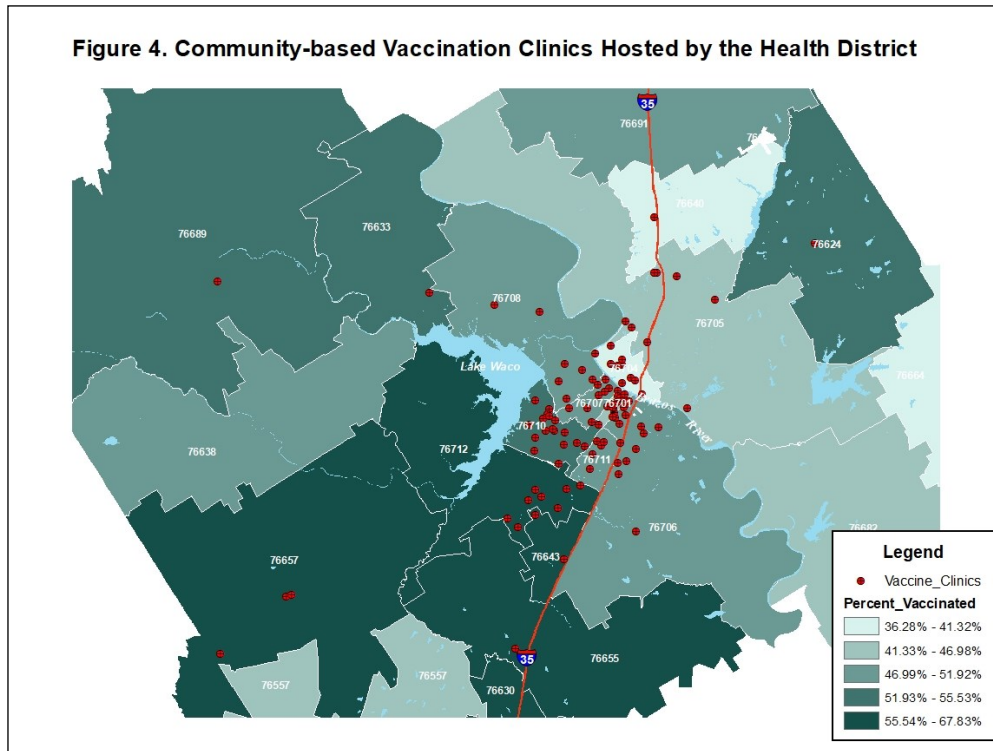 Figure 4. Community-based Vaccination Clinics Hosted by the Health District
35
76691
76640
76689
76633
76624
76708
76705
Lake Waco
76664
76707
76701
River
76710
76638
76712
76711
76706
76682
76657
76643
35
76655
76557
76557
76630
Legend
Vaccine_Clinics
Percent_Vaccinated
36.28% - 41.32%
41.33% - 46.98%
46.99% - 51.92%
51.93% - 55.53%
55.54% - 67.83%